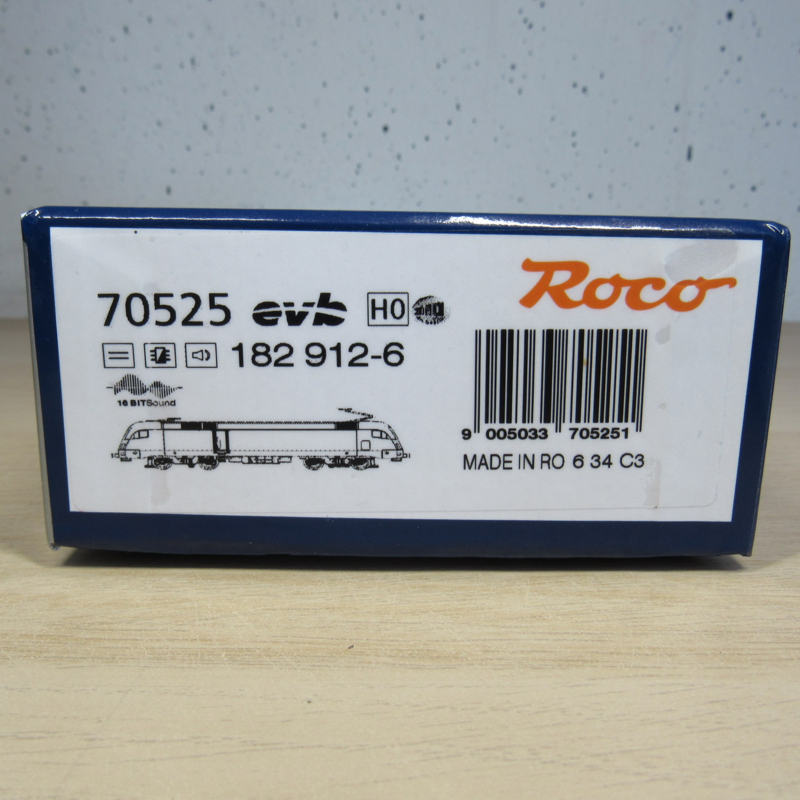 Roco
70525 evb H0
182 912-6
16 BITSound
9 005033 705251
MADE IN RO 6 34 C3